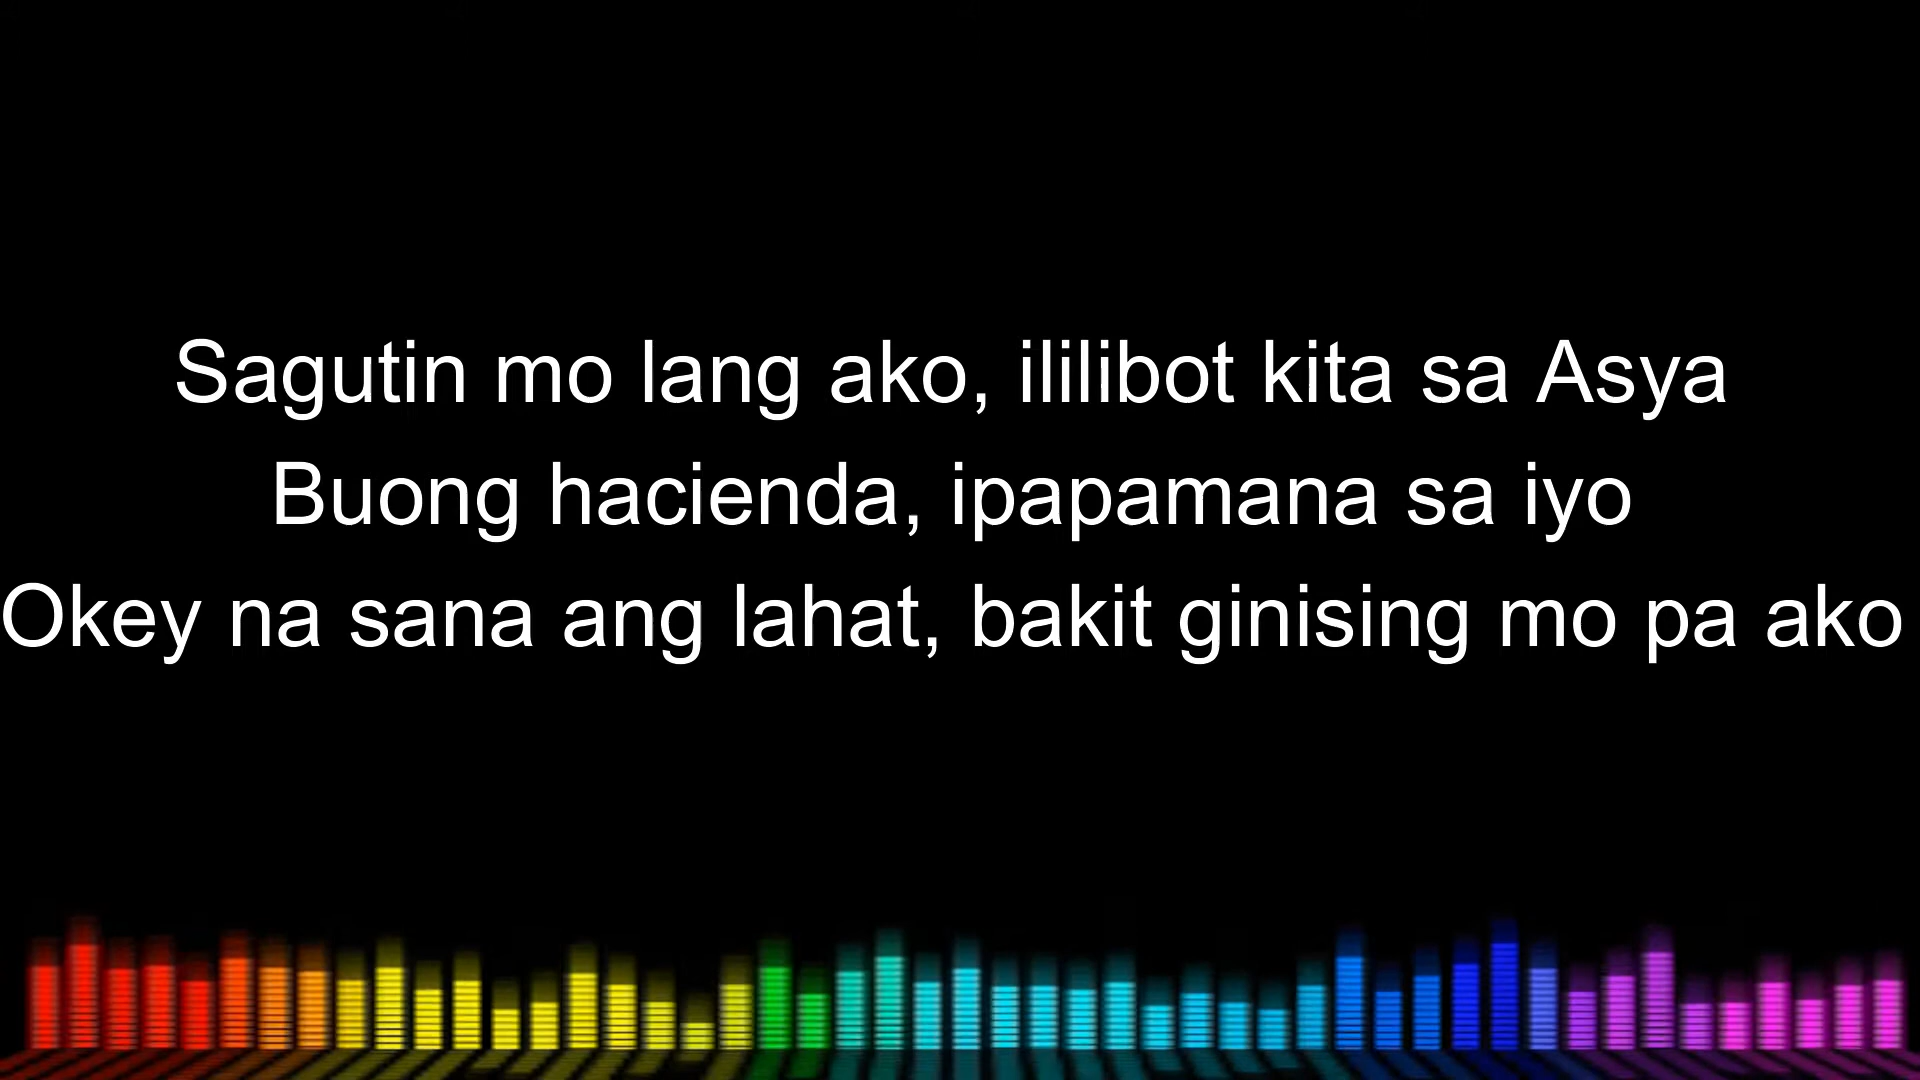 Sagutin mo lang ako, ililibot kita sa Asya
Buong hacienda, ipapamana sa iyo
Okey na sana ang lahat, bakit ginising mo pa ako